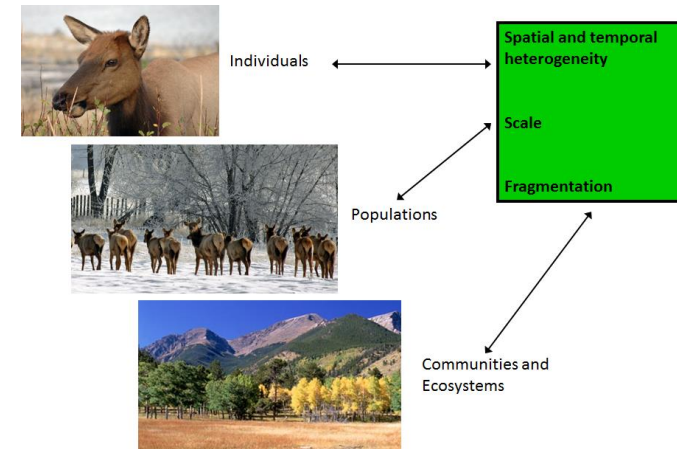 Individuals
Spatial and temporal
heterogeneity
Scale
Populations
Fragmentation
Communities and
Ecosystems